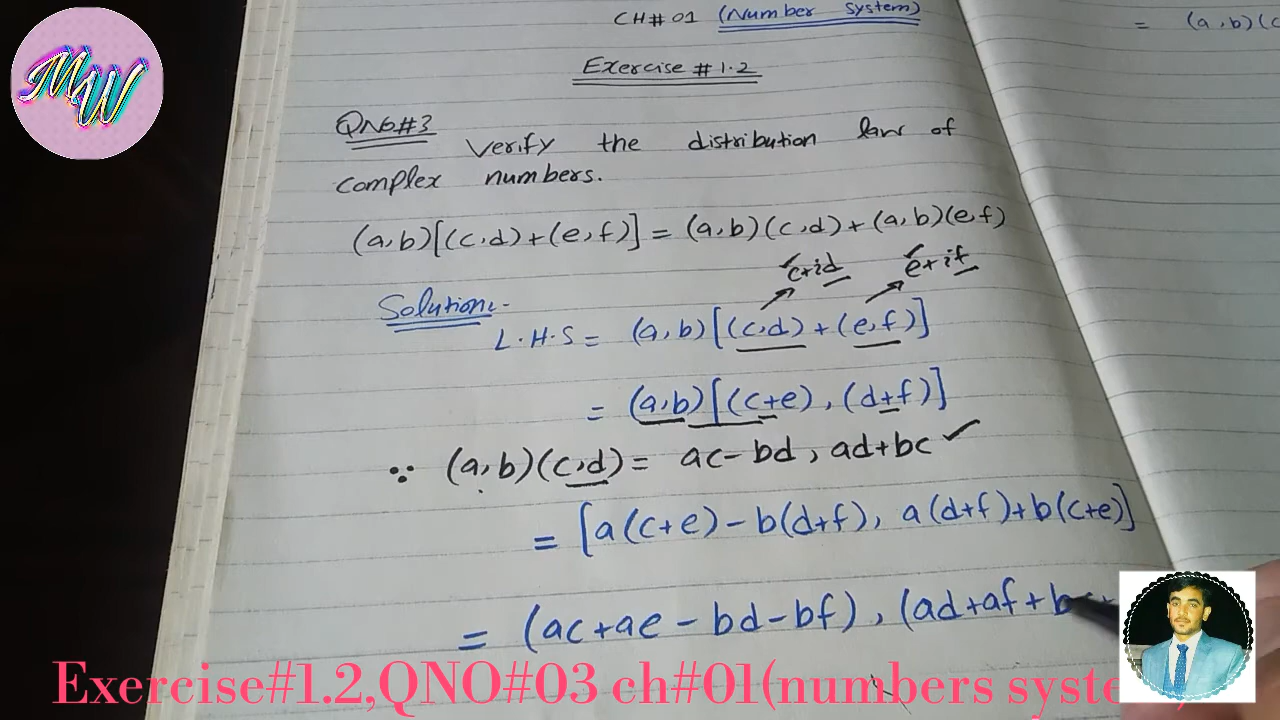 MW
CH# 01 (Number System)
= (a,b)(c
Exercise # 1.2
QNo#3
Verify the distribution law of
complex numbers.
(a,b)[(c,d)+(e,f)] = (a,b)(c,d)+(a,b)(e,f)
c+id e+if
Solution:-
L.H.S = (a,b)[(c,d)+(e,f)]
= (a,b)[(c+e),(d+f)]
∵ (a,b)(c,d) = ac-bd, ad+bc ✓
= [a(c+e)-b(d+f), a(d+f)+b(c+e)]
= (ac+ae-bd-bf), (ad+af+b
Exercise#1.2,QNO#03 ch#01(numbers syste